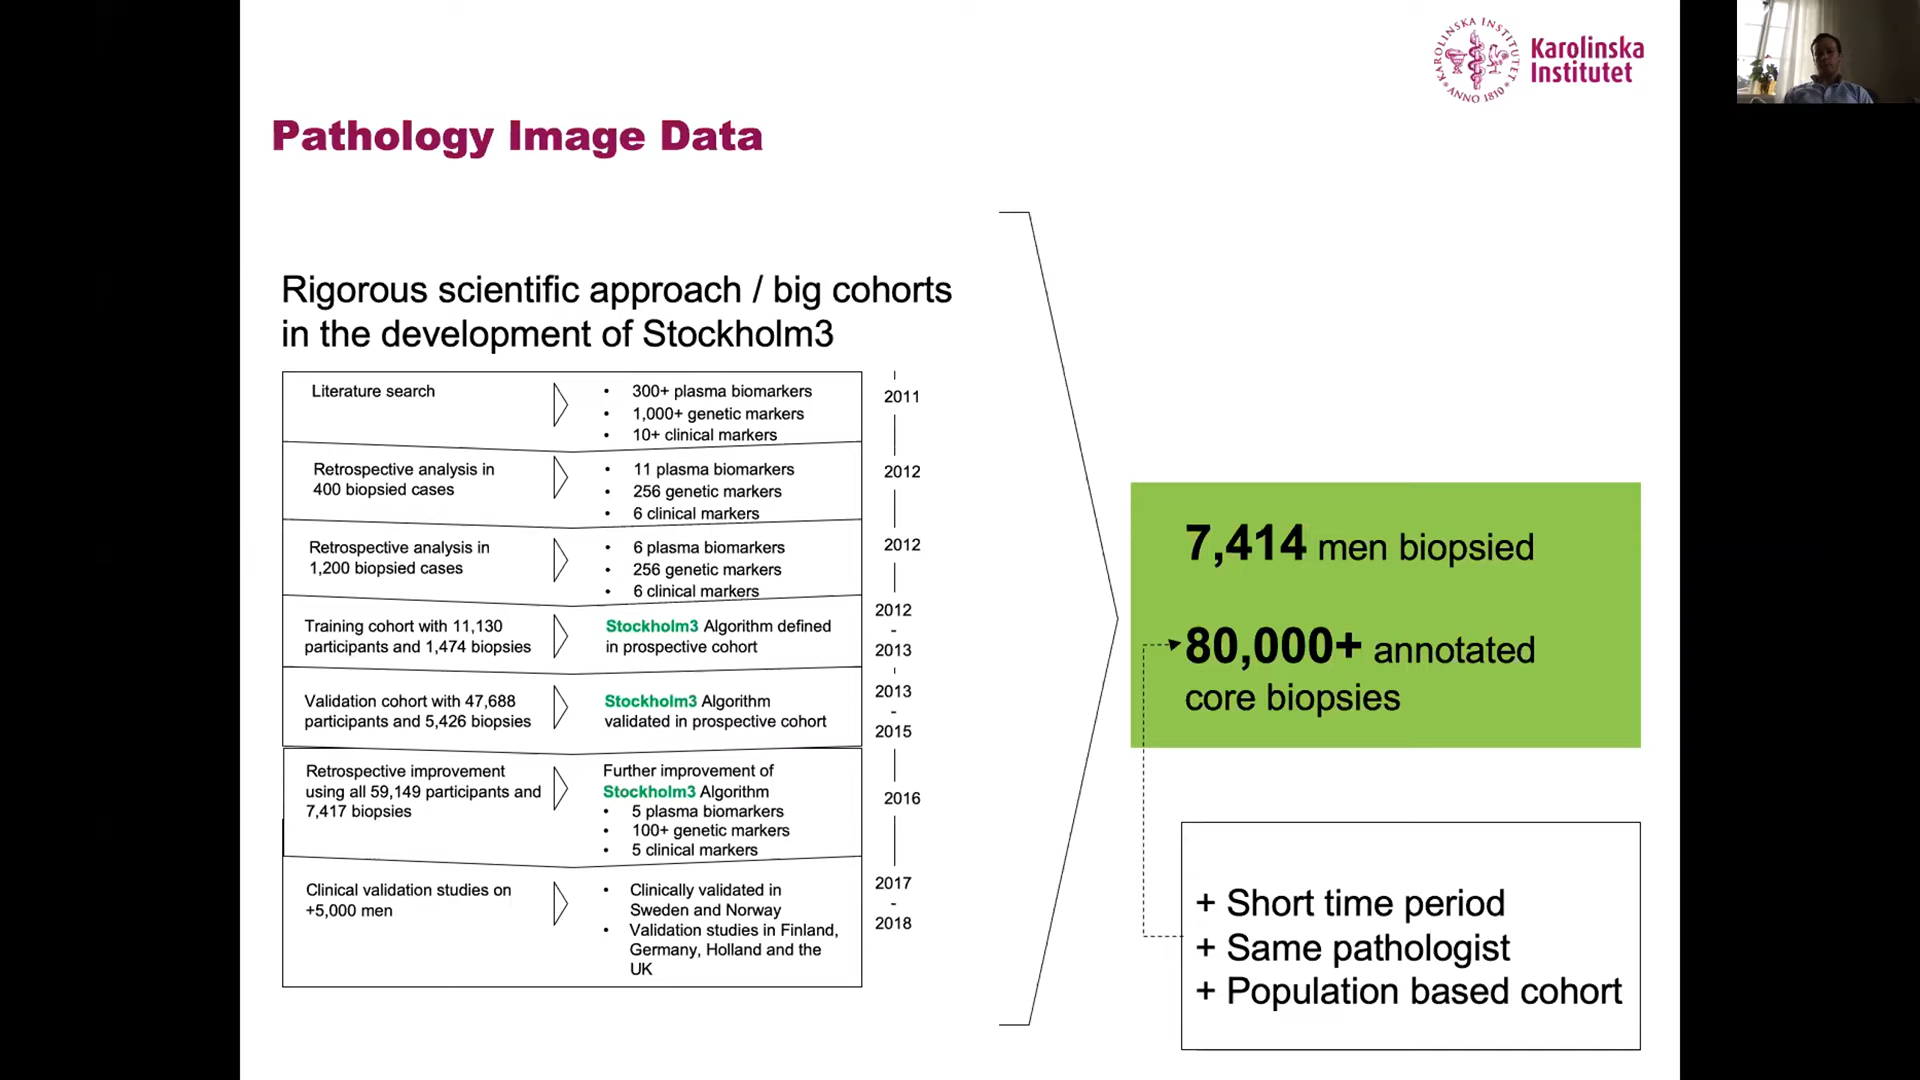 KAROLINSKA INSTITUTET
ANNO 1810
Karolinska
Institutet
Pathology Image Data
Rigorous scientific approach / big cohorts
in the development of Stockholm3
Literature search
• 300+ plasma biomarkers
• 1,000+ genetic markers
• 10+ clinical markers
2011
Retrospective analysis in
400 biopsied cases
• 11 plasma biomarkers
• 256 genetic markers
• 6 clinical markers
2012
Retrospective analysis in
1,200 biopsied cases
• 6 plasma biomarkers
• 256 genetic markers
• 6 clinical markers
2012
Training cohort with 11,130
participants and 1,474 biopsies
Stockholm3 Algorithm defined
in prospective cohort
2012
-
2013
Validation cohort with 47,688
participants and 5,426 biopsies
Stockholm3 Algorithm
validated in prospective cohort
2013
-
2015
Retrospective improvement
using all 59,149 participants and
7,417 biopsies
Further improvement of
Stockholm3 Algorithm
• 5 plasma biomarkers
• 100+ genetic markers
• 5 clinical markers
2016
Clinical validation studies on
+5,000 men
• Clinically validated in
Sweden and Norway
• Validation studies in Finland,
Germany, Holland and the
UK
2017
-
2018
7,414 men biopsied
80,000+ annotated
core biopsies
+ Short time period
+ Same pathologist
+ Population based cohort